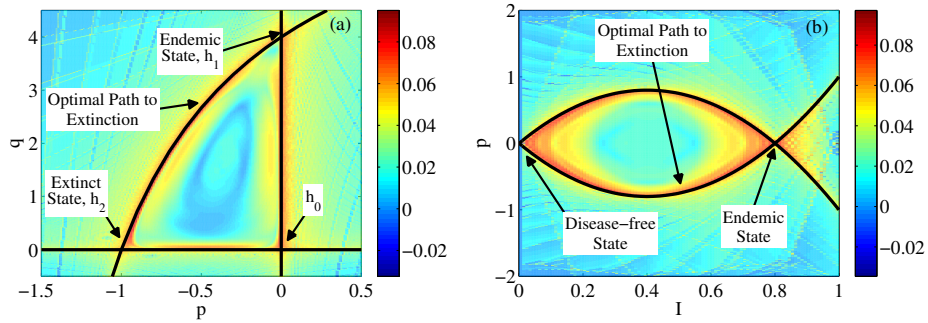 (a)
Endemic
State, h1
Optimal Path to
Extinction
Extinct
State, h2
h0
4
3
2
1
0
q
−1.5
−1
−0.5
0
0.5
p
0.08
0.06
0.04
0.02
0
−0.02
(b)
Optimal Path to
Extinction
Disease−free
State
Endemic
State
2
1
0
−1
−2
p
0
0.2
0.4
0.6
0.8
1
I
0.08
0.06
0.04
0.02
0
−0.02